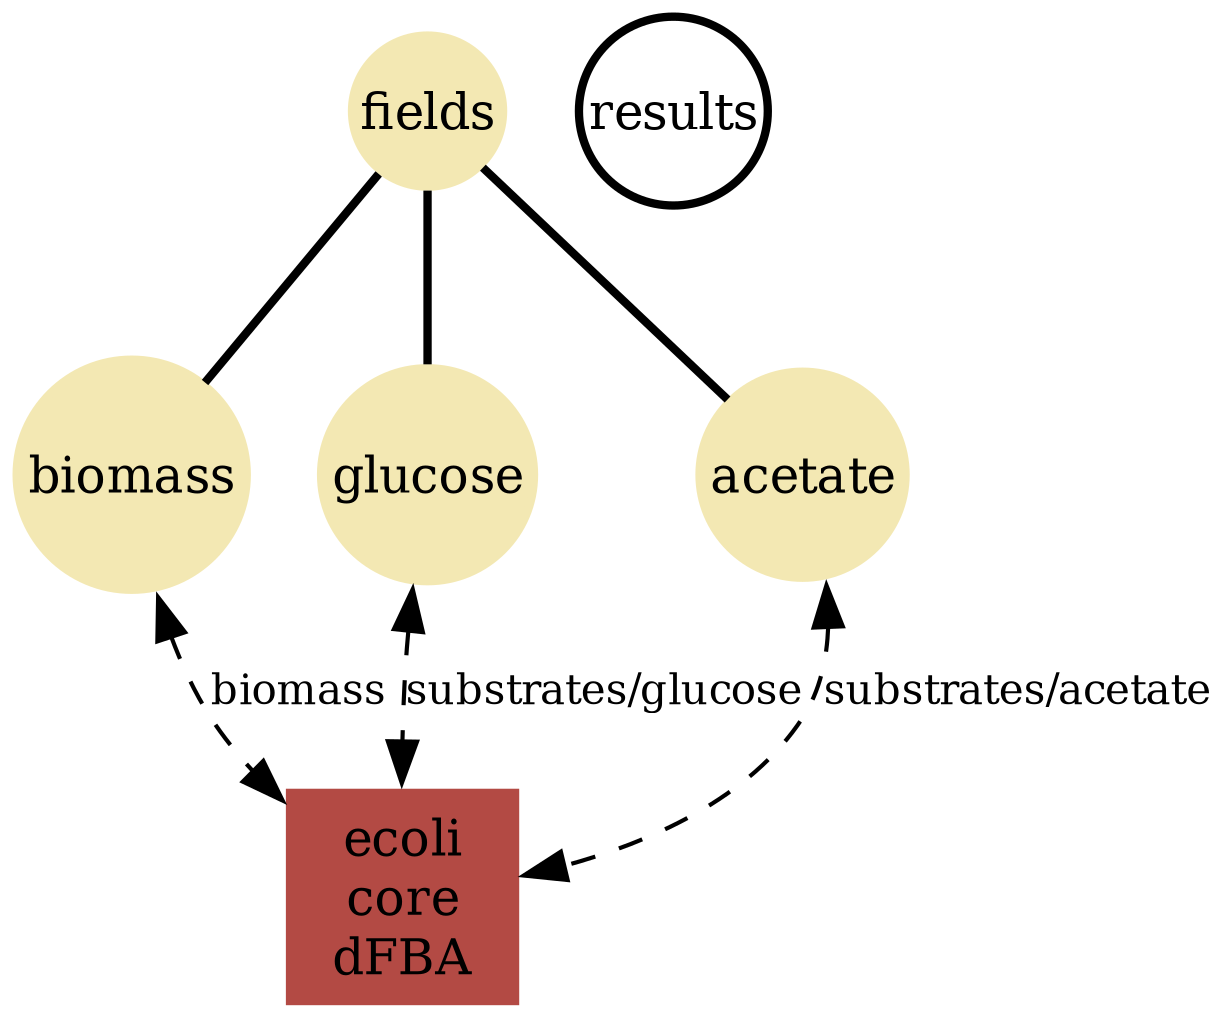 fields
results
biomass
glucose
acetate
biomass
substrates/glucose
substrates/acetate
ecoli
core
dFBA